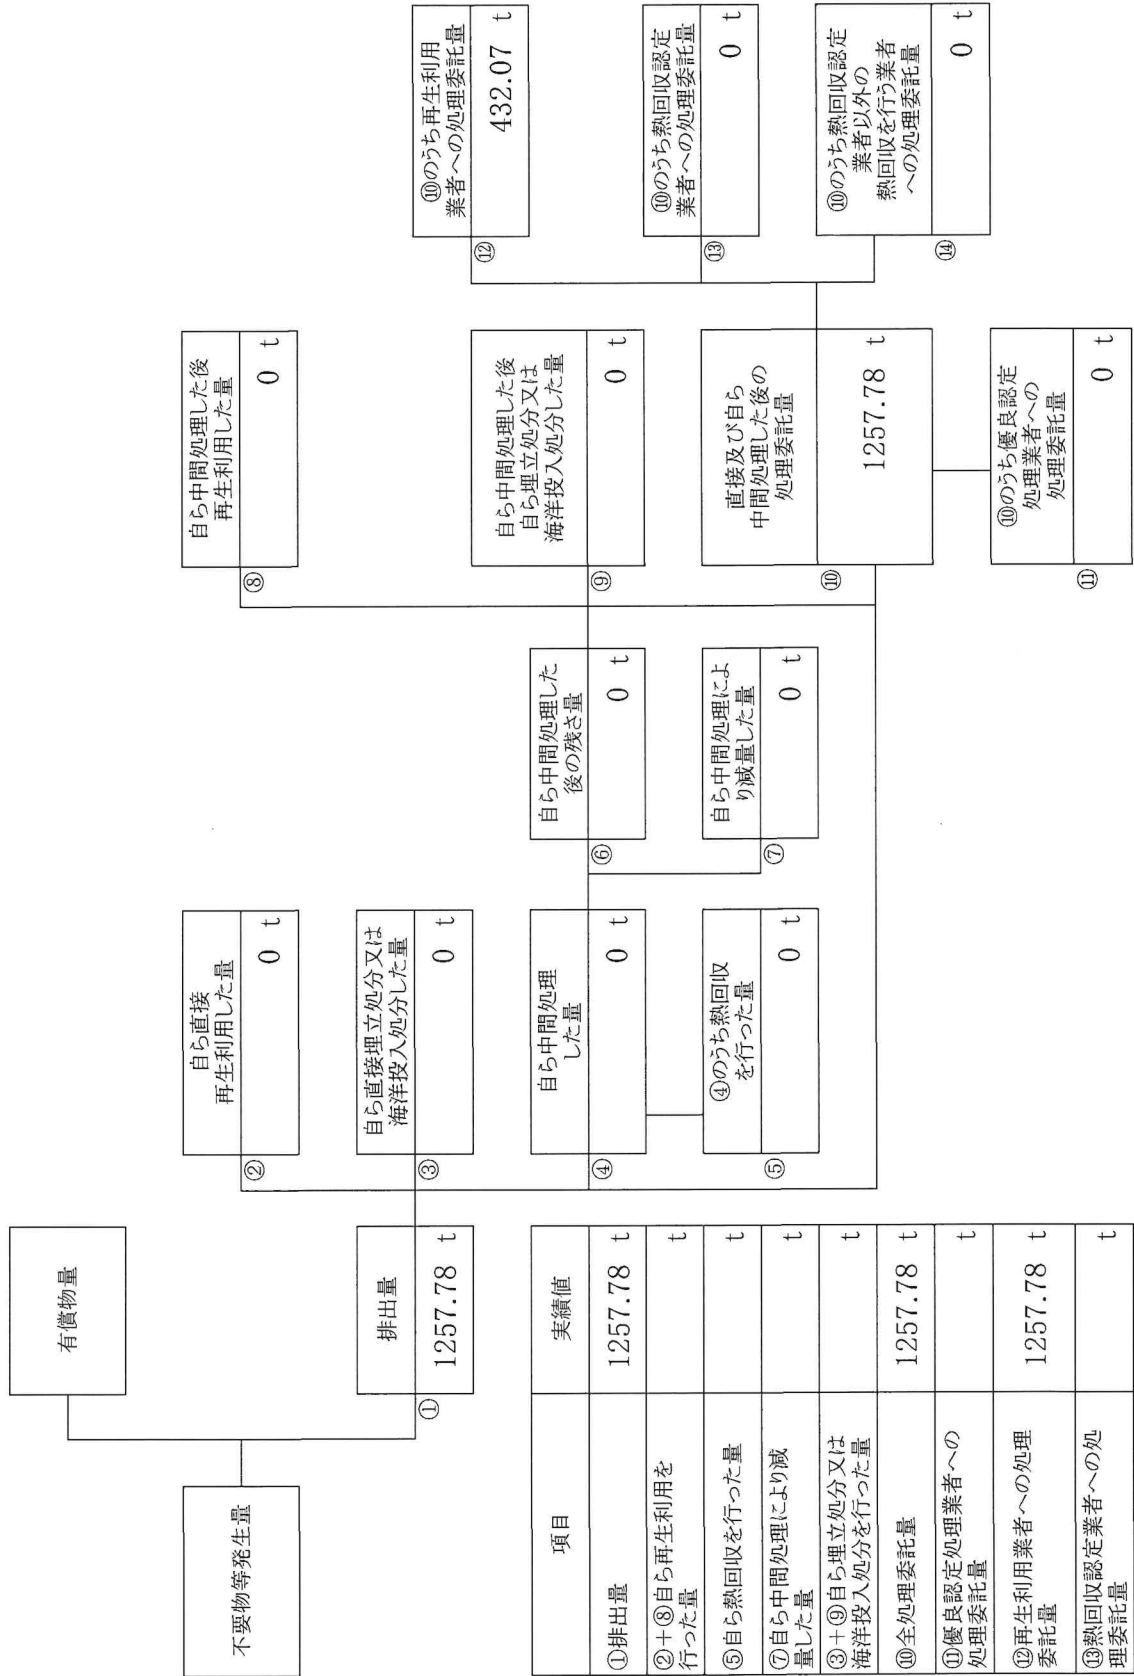 不要物等発生量
有償物量
①
排出量
1257.78 t
②
自ら直接
再生利用した量
0 t
③
自ら直接埋立処分又は
海洋投入処分した量
0 t
④
自ら中間処理
した量
0 t
⑤
④のうち熱回収
を行った量
0 t
⑥
自ら中間処理した
後の残さ量
0 t
⑦
自ら中間処理によ
り減量した量
0 t
⑧
自ら中間処理した後
再生利用した量
0 t
⑨
自ら中間処理した後
自ら埋立処分又は
海洋投入処分した量
0 t
⑩
直接及び自ら
中間処理した後の
処理委託量
1257.78 t
⑪
⑩のうち優良認定
処理業者への
処理委託量
0 t
⑫
⑩のうち再生利用
業者への処理委託量
432.07 t
⑬
⑩のうち熱回収認定
業者への処理委託量
0 t
⑭
⑩のうち熱回収認定
業者以外の
熱回収を行う業者
への処理委託量
0 t
項目 実績値
①排出量 1257.78 t
②+⑧自ら再生利用を
行った量 t
⑤自ら熱回収を行った量 t
⑦自ら中間処理により減
量した量 t
③+⑨自ら埋立処分又は
海洋投入処分を行った量 t
⑩全処理委託量 1257.78 t
⑪優良認定処理業者への
処理委託量 t
⑫再生利用業者への処理
委託量 1257.78 t
⑬熱回収認定業者への処
理委託量 t